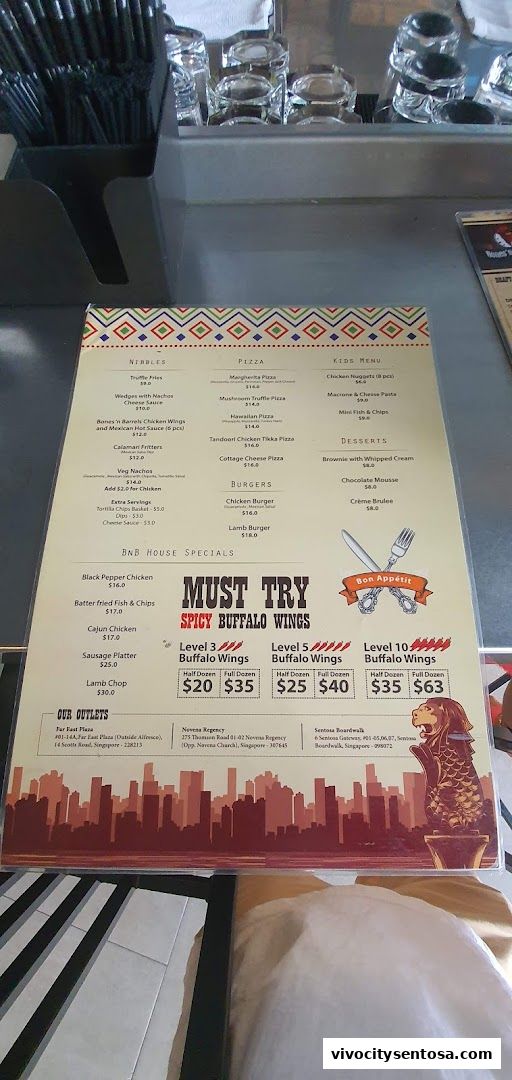 NIBBLES
Truffle Fries
$9.0
Wedges with Nachos
Cheese Sauce
$10.0
Bones 'n Barrels Chicken Wings
and Mexican Hot Sauce (6 pcs)
$12.0
Calamari Fritters
$12.0
Veg Nachos
$14.0
Add $2.0 for Chicken
Extra Servings
Tortilla Chips Basket - $5.0
Dips - $3.0
Cheese Sauce - $3.0
PIZZA
Margherita Pizza
$14.0
Mushroom Truffle Pizza
$14.0
Hawaiian Pizza
$14.0
Tandoori Chicken Tikka Pizza
$16.0
Cottage Cheese Pizza
$16.0
BURGERS
Chicken Burger
$16.0
Lamb Burger
$18.0
KIDS MENU
Chicken Nuggets (8 pcs)
$6.0
Macrone & Chesse Pasta
$9.0
Mini Fish & Chips
$9.0
DESSERTS
Brownie with Whipped Cream
$8.0
Chocolate Mousse
$8.0
Crème Brulee
$8.0
BNB HOUSE SPECIALS
Black Pepper Chicken
$16.0
Batter fried Fish & Chips
$17.0
Cajun Chicken
$17.0
Sausage Platter
$25.0
Lamb Chop
$30.0
Bon Appétit
MUST TRY
SPICY BUFFALO WINGS
Level 3
Buffalo Wings
Half Dozen Full Dozen
$20 $35
Level 5
Buffalo Wings
Half Dozen Full Dozen
$25 $40
Level 10
Buffalo Wings
Half Dozen Full Dozen
$35 $63
OUR OUTLETS
Far East Plaza
#01-14A,Far East Plaza (Outside Alfresco),
14 Scotts Road, Singapore - 228213
Novena Regency
275 Thomson Road 01-02 Novena Regency
(Opp. Novena Church), Singapore - 307645
Sentosa Boardwalk
6 Sentosa Gateway, #01-05,06,07, Sentosa
Boardwalk, Singapore - 098072
vivocitysentosa.com